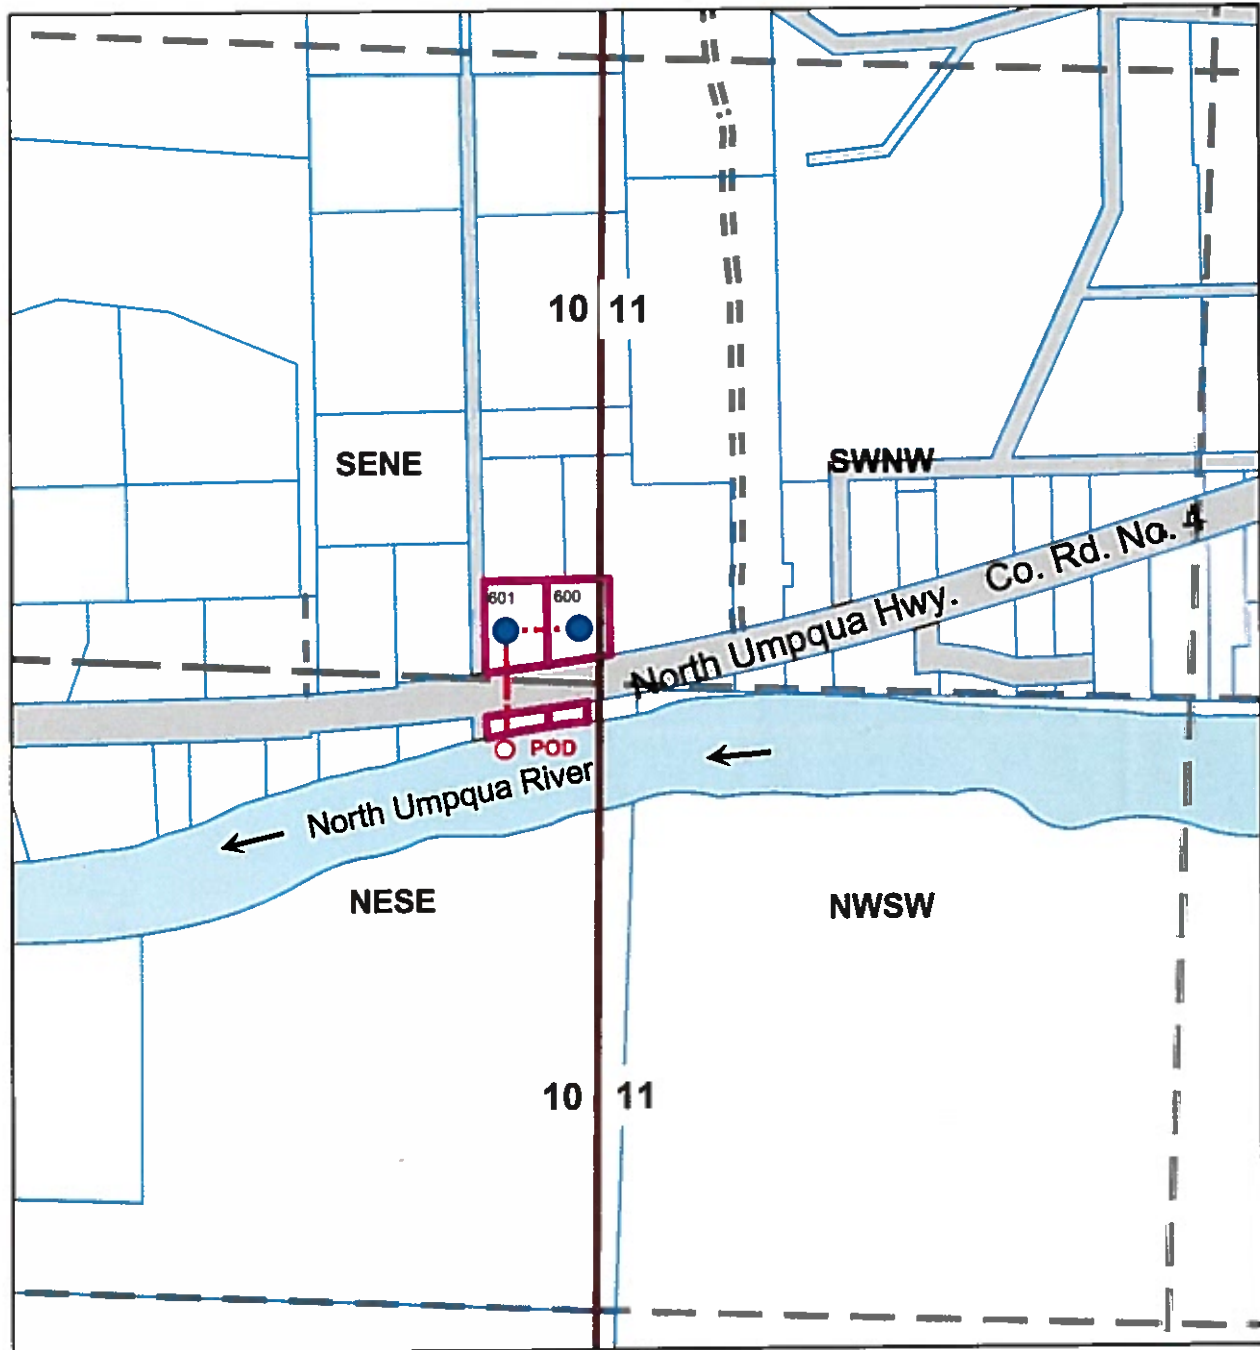 10 11
SENE
SWNW
North Umpqua Hwy. Co. Rd. No. 4
601 600
POD
North Umpqua River
NESE
NWSW
10 11